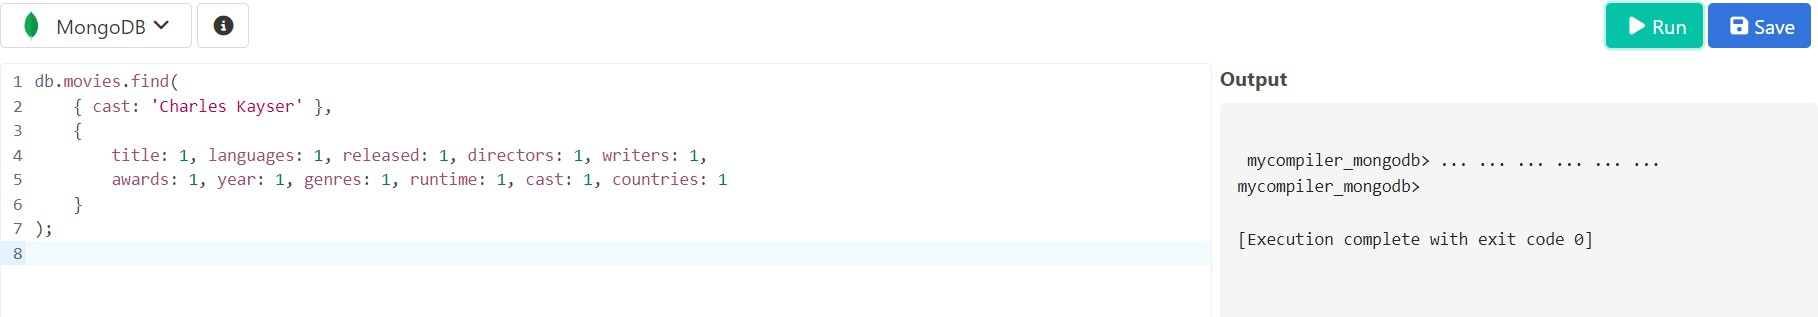 MongoDB
Run
Save
1 db.movies.find(
2     { cast: 'Charles Kayser' },
3     {
4         title: 1, languages: 1, released: 1, directors: 1, writers: 1,
5         awards: 1, year: 1, genres: 1, runtime: 1, cast: 1, countries: 1
6     }
7 );
8
Output
mycompiler_mongodb> ... ... ... ... ... ...
mycompiler_mongodb>
[Execution complete with exit code 0]